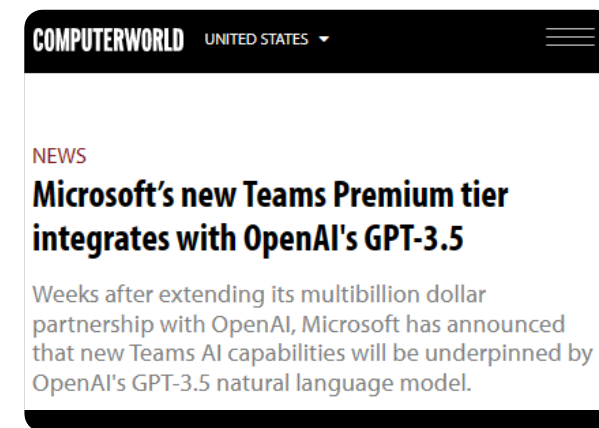 COMPUTERWORLD UNITED STATES
NEWS
Microsoft’s new Teams Premium tier
integrates with OpenAI's GPT-3.5
Weeks after extending its multibillion dollar
partnership with OpenAI, Microsoft has announced
that new Teams AI capabilities will be underpinned by
OpenAI's GPT-3.5 natural language model.